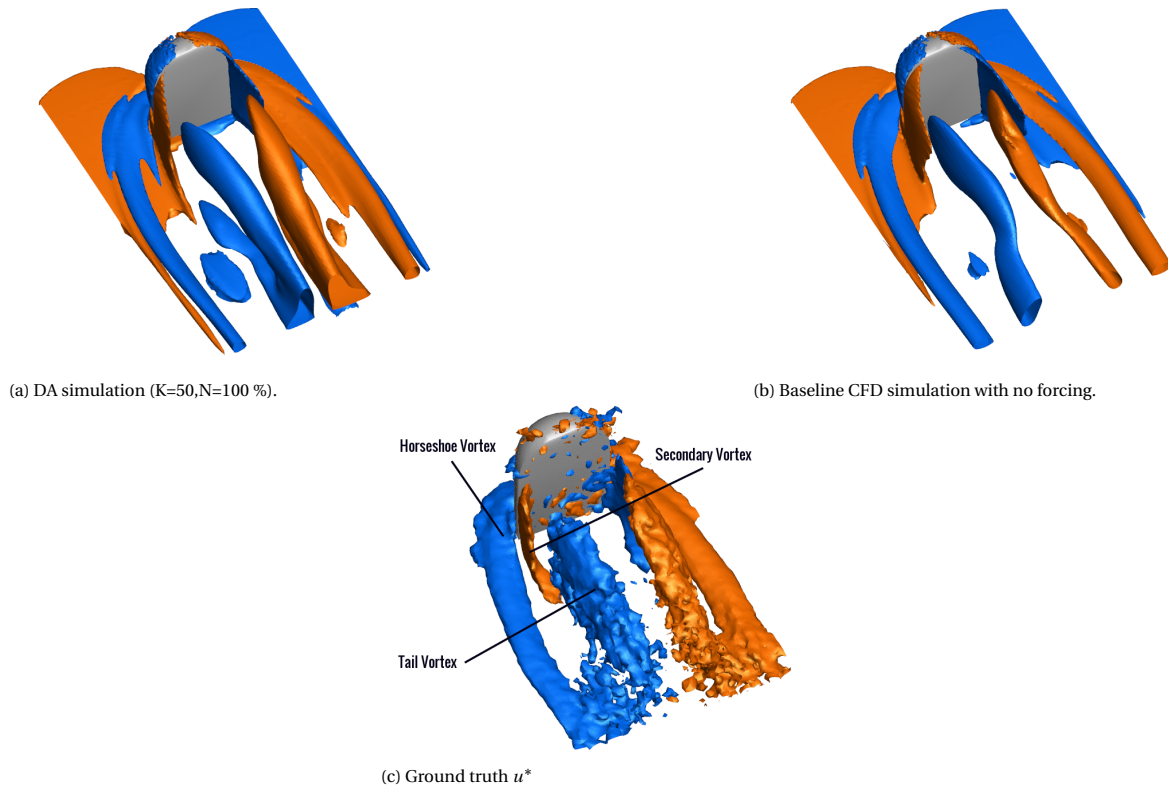 (a) DA simulation (K=50,N=100 %).
(b) Baseline CFD simulation with no forcing.
Horseshoe Vortex
Secondary Vortex
Tail Vortex
(c) Ground truth u*